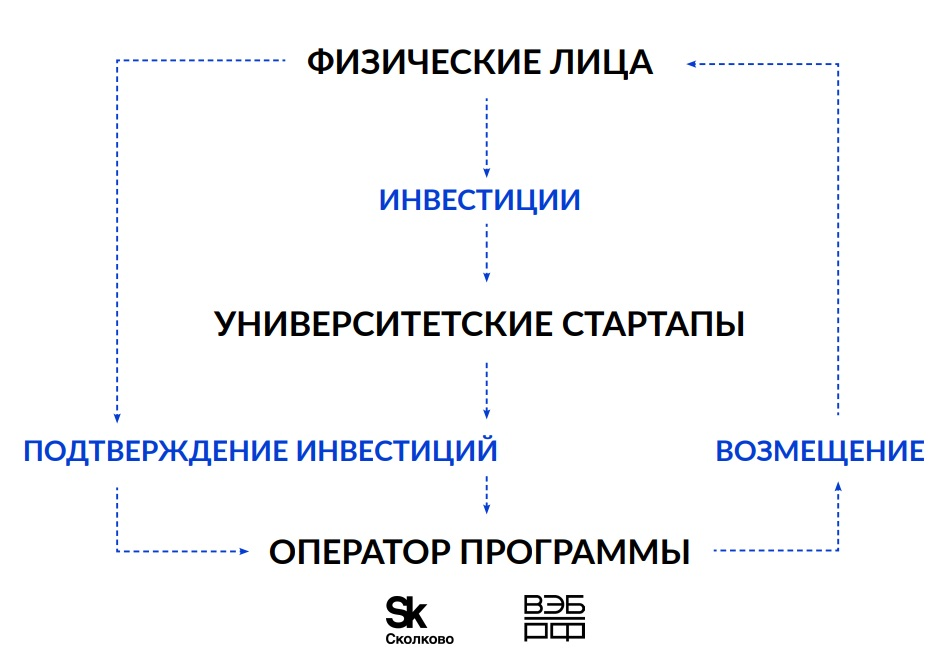 ФИЗИЧЕСКИЕ ЛИЦА
ИНВЕСТИЦИИ
УНИВЕРСИТЕТСКИЕ СТАРТАПЫ
ПОДТВЕРЖДЕНИЕ ИНВЕСТИЦИЙ
ВОЗМЕЩЕНИЕ
ОПЕРАТОР ПРОГРАММЫ
Sk
Сколково
ВЭБ
РФ